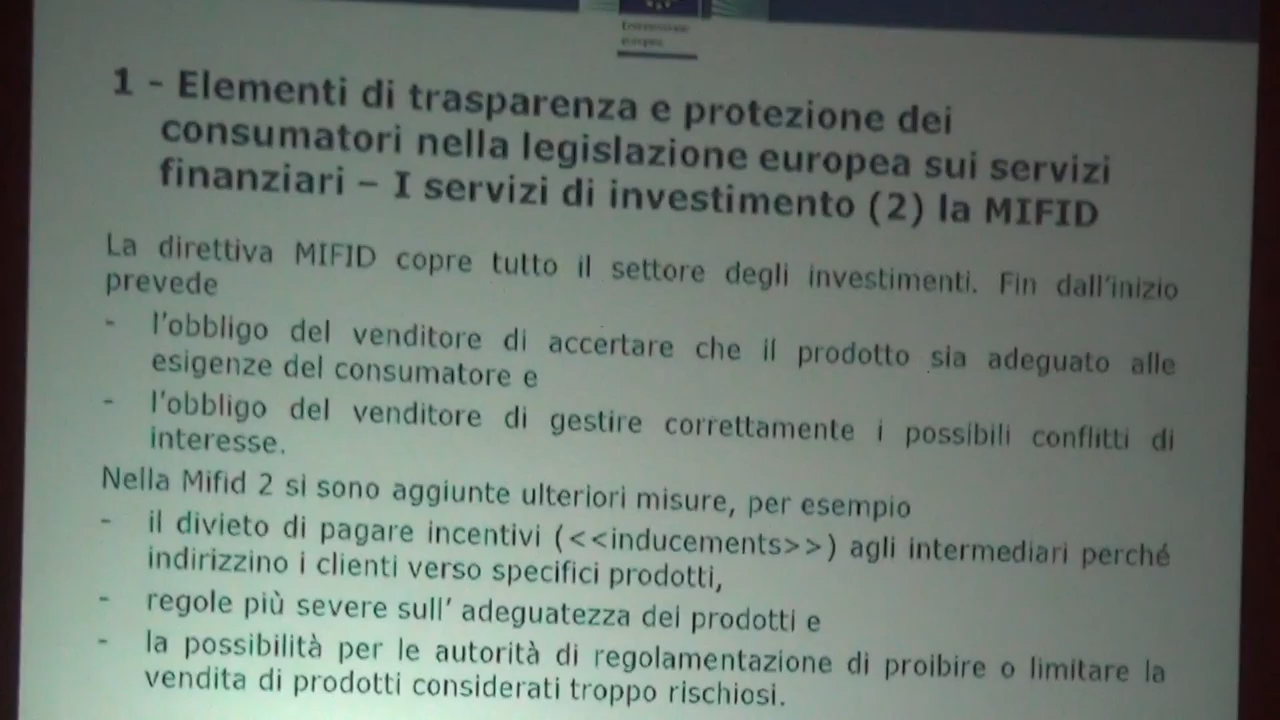 Commissione
europea
1 - Elementi di trasparenza e protezione dei
consumatori nella legislazione europea sui servizi
finanziari – I servizi di investimento (2) la MIFID
La direttiva MIFID copre tutto il settore degli investimenti. Fin dall'inizio
prevede
- l'obbligo del venditore di accertare che il prodotto sia adeguato alle
esigenze del consumatore e
- l'obbligo del venditore di gestire correttamente i possibili conflitti di
interesse.
Nella Mifid 2 si sono aggiunte ulteriori misure, per esempio
- il divieto di pagare incentivi (<<inducements>>) agli intermediari perché
indirizzino i clienti verso specifici prodotti,
- regole più severe sull' adeguatezza dei prodotti e
- la possibilità per le autorità di regolamentazione di proibire o limitare la
vendita di prodotti considerati troppo rischiosi.